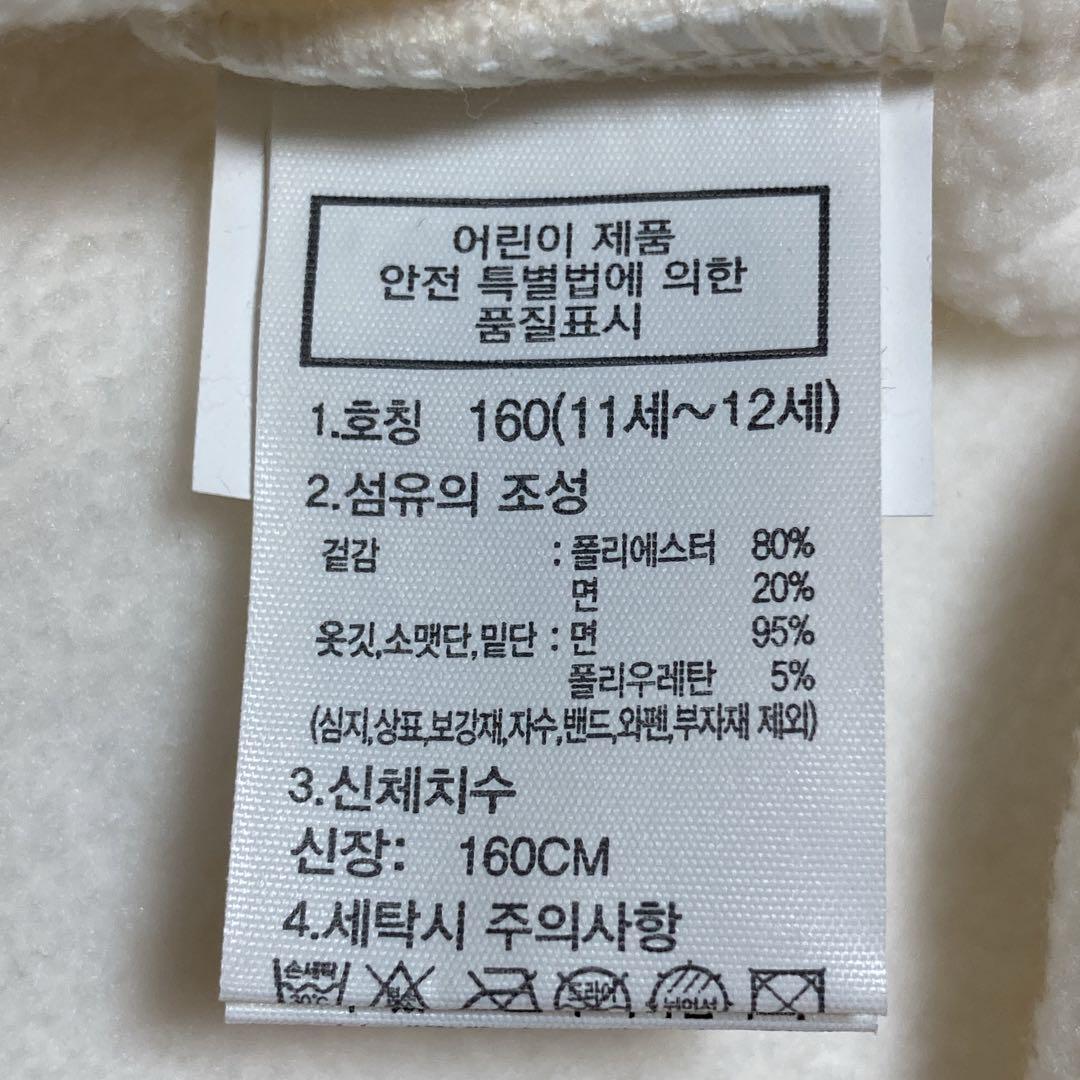 어린이 제품
안전 특별법에 의한
품질표시
1.호칭 160(11세~12세)
2.섬유의 조성
겉감 : 폴리에스터 80%
면 20%
옷깃,소맷단,밑단 : 면 95%
폴리우레탄 5%
(심지,상표,보강재,자수,밴드,와펜,부자재 제외)
3.신체치수
신장: 160CM
4.세탁시 주의사항
손세탁
30℃